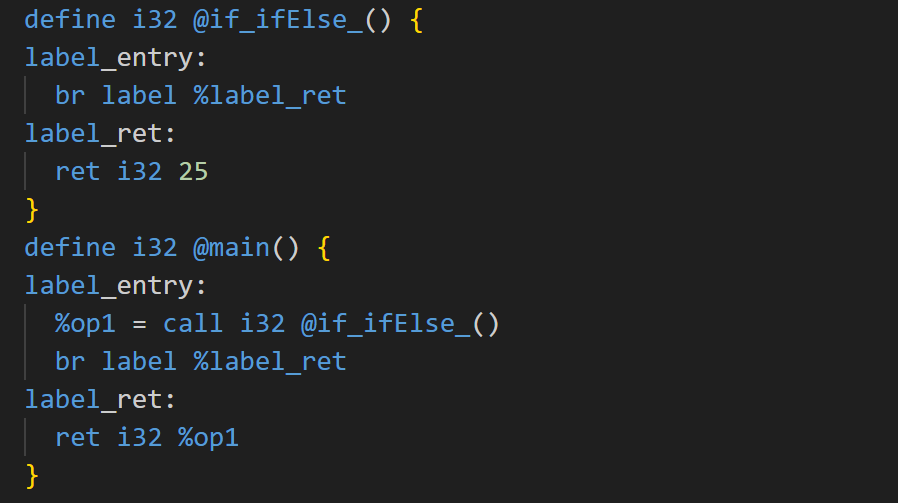 define i32 @if_ifElse_() {
label_entry:
  br label %label_ret
label_ret:
  ret i32 25
}
define i32 @main() {
label_entry:
  %op1 = call i32 @if_ifElse_()
  br label %label_ret
label_ret:
  ret i32 %op1
}